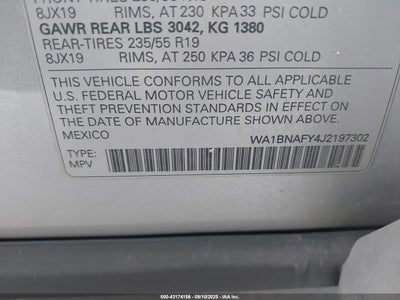 8JX19 RIMS, AT 230 KPA 33 PSI COLD
GAWR REAR LBS 3042, KG 1380
REAR-TIRES 235/55 R19
8JX19 RIMS, AT 250 KPA 36 PSI COLD
THIS VEHICLE CONFORMS TO ALL APPLICABLE
U.S. FEDERAL MOTOR VEHICLE SAFETY AND
THEFT PREVENTION STANDARDS IN EFFECT ON
THE DATE OF MANUFACTURE SHOWN ABOVE.
MEXICO
WA1BNAFY4J2197302
TYPE:
MPV
000-43174156 - 09/10/2025 - IAAI.COM